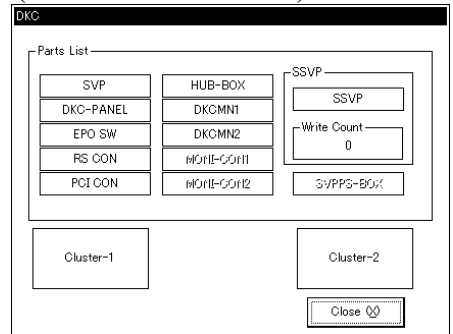 DKC
Parts List
SVP
HUB-BOX
DKC-PANEL
DKCMN1
EPO SW
DKCMN2
RS CON
MONI-CON1
PCI CON
MONI-CON2
SSVP
SSVP
Write Count
0
SVPPS-BOX
Cluster-1
Cluster-2
Close (X)